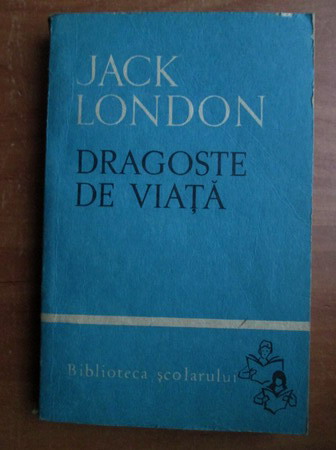 JACK
LONDON
DRAGOSTE
DE VIAȚĂ
Biblioteca școlarului